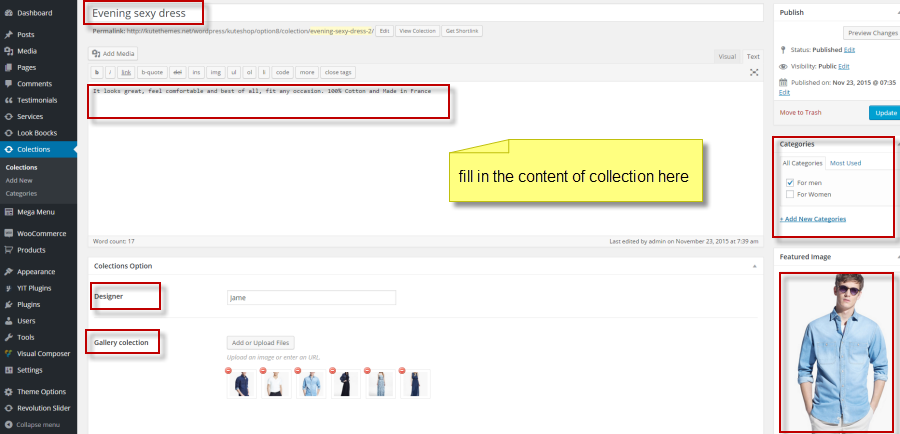 Dashboard
Posts
Media
Pages
Comments
Testimonials
Services
Look Boocks
Colections
Colections
Add New
Categories
Mega Menu
WooCommerce
Products
Appearance
YIT Plugins
Plugins
Users
Tools
Visual Composer
Settings
Theme Options
Revolution Slider
Collapse menu
Evening sexy dress
Permalink: http://kutethemes.net/wordpress/kuteshop/option8/colection/evening-sexy-dress-2/ Edit View Colection Get Shortlink
Add Media
Visual Text
b i link b-quote del ins img ul ol li code more close tags
It looks great, feel comfortable and best of all, fit any occasion. 100% Cotton and Made in France
fill in the content of collection here
Word count: 17 Last edited by admin on November 23, 2015 at 7:39 am
Colections Option
Designer jame
Gallery colection Add or Upload Files
Upload an image or enter an URL.
Publish
Preview Changes
Status: Published Edit
Visibility: Public Edit
Published on: Nov 23, 2015 @ 07:35
Edit
Move to Trash Update
Categories
All Categories Most Used
For men
For Women
+ Add New Categories
Featured Image